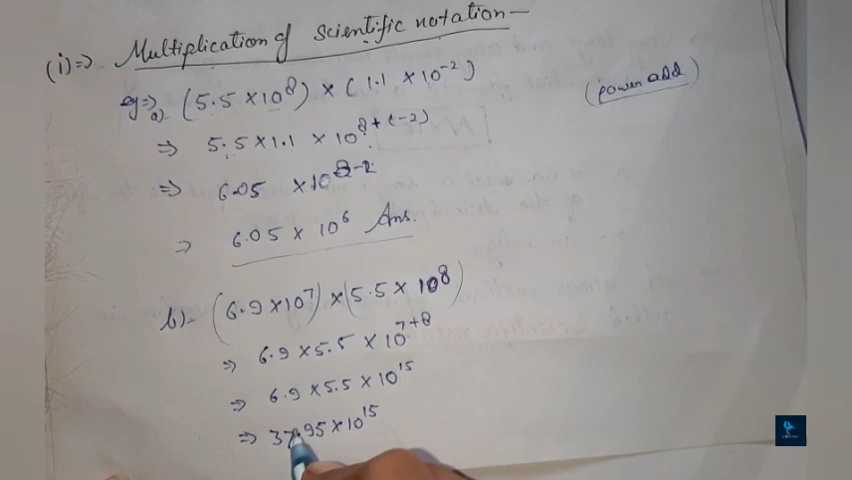 (i)⇒ Multiplication of scientific notation—
eg⇒ a). (5.5 × 10⁸) × (1.1 × 10⁻²) (power add)
⇒ 5.5 × 1.1 × 10⁸⁺⁽⁻²⁾
⇒ 6.05 × 10⁸⁻²
⇒ 6.05 × 10⁶ Ans.
b)- (6.9 × 10⁷) × (5.5 × 10⁸)
⇒ 6.9 × 5.5 × 10⁷⁺⁸
⇒ 6.9 × 5.5 × 10¹⁵
⇒ 37.95 × 10¹⁵